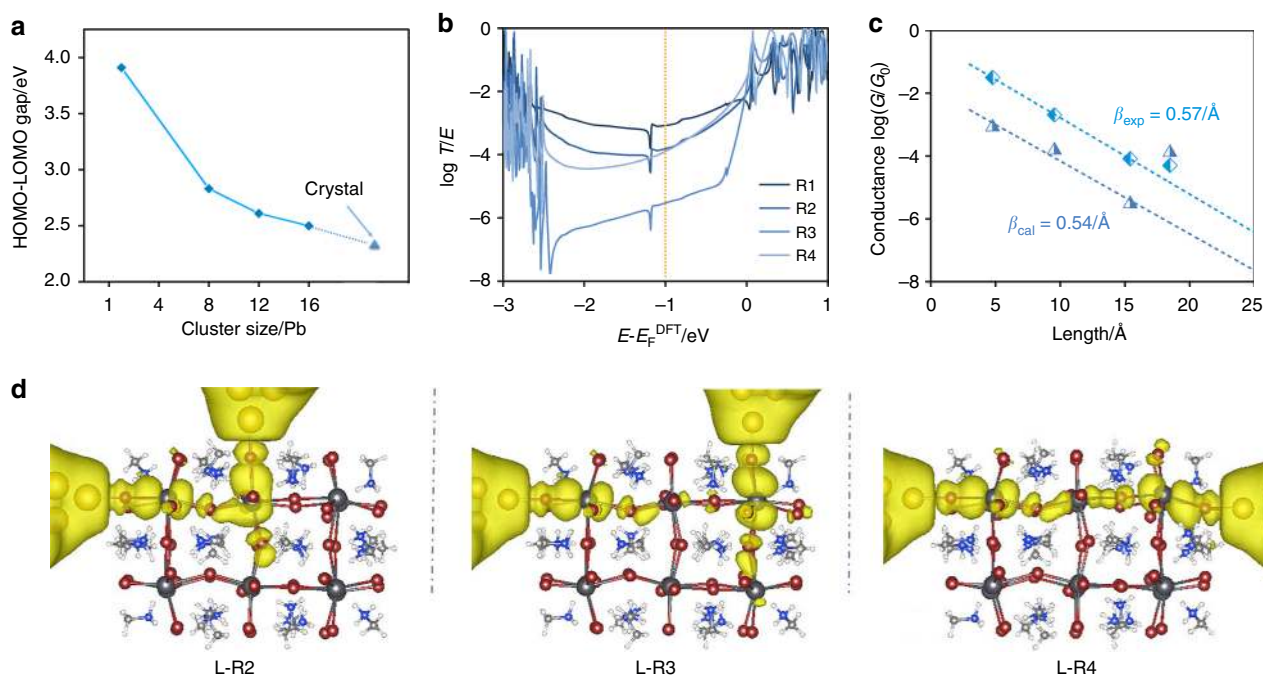 a
4.0
3.5
3.0
2.5
2.0
HOMO-LOMO gap/eV
Crystal
1 4 8 12 16
Cluster size/Pb
b
0
−2
−4
−6
−8
log T/E
R1
R2
R3
R4
−3 −2 −1 0 1
E-E_F^DFT/eV
c
0
−2
−4
−6
−8
Conductance log(G/G₀)
β_exp = 0.57/Å
β_cal = 0.54/Å
0 5 10 15 20 25
Length/Å
d
L-R2 L-R3 L-R4